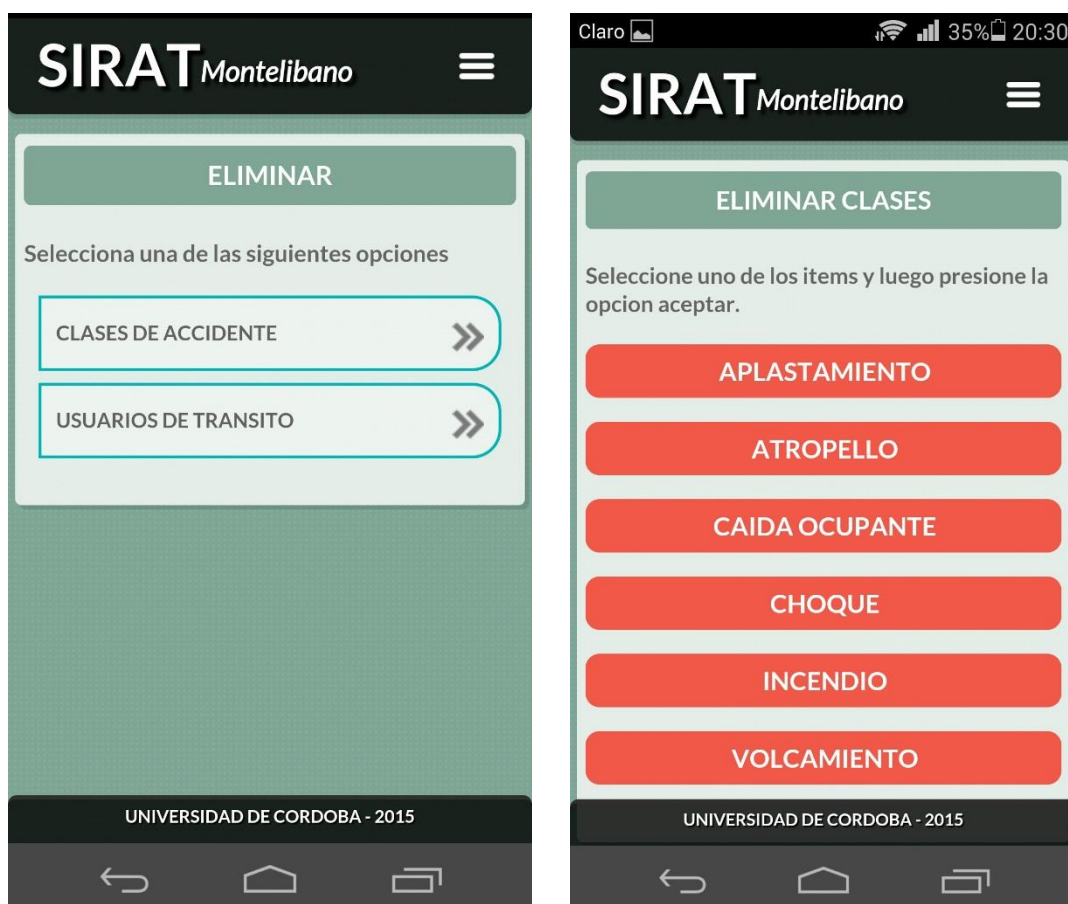 SIRAT Montelibano
ELIMINAR
Selecciona una de las siguientes opciones
CLASES DE ACCIDENTE
USUARIOS DE TRANSITO
UNIVERSIDAD DE CORDOBA - 2015
Claro 35% 20:30
SIRAT Montelibano
ELIMINAR CLASES
Seleccione uno de los items y luego presione la
opcion aceptar.
APLASTAMIENTO
ATROPELLO
CAIDA OCUPANTE
CHOQUE
INCENDIO
VOLCAMIENTO
UNIVERSIDAD DE CORDOBA - 2015